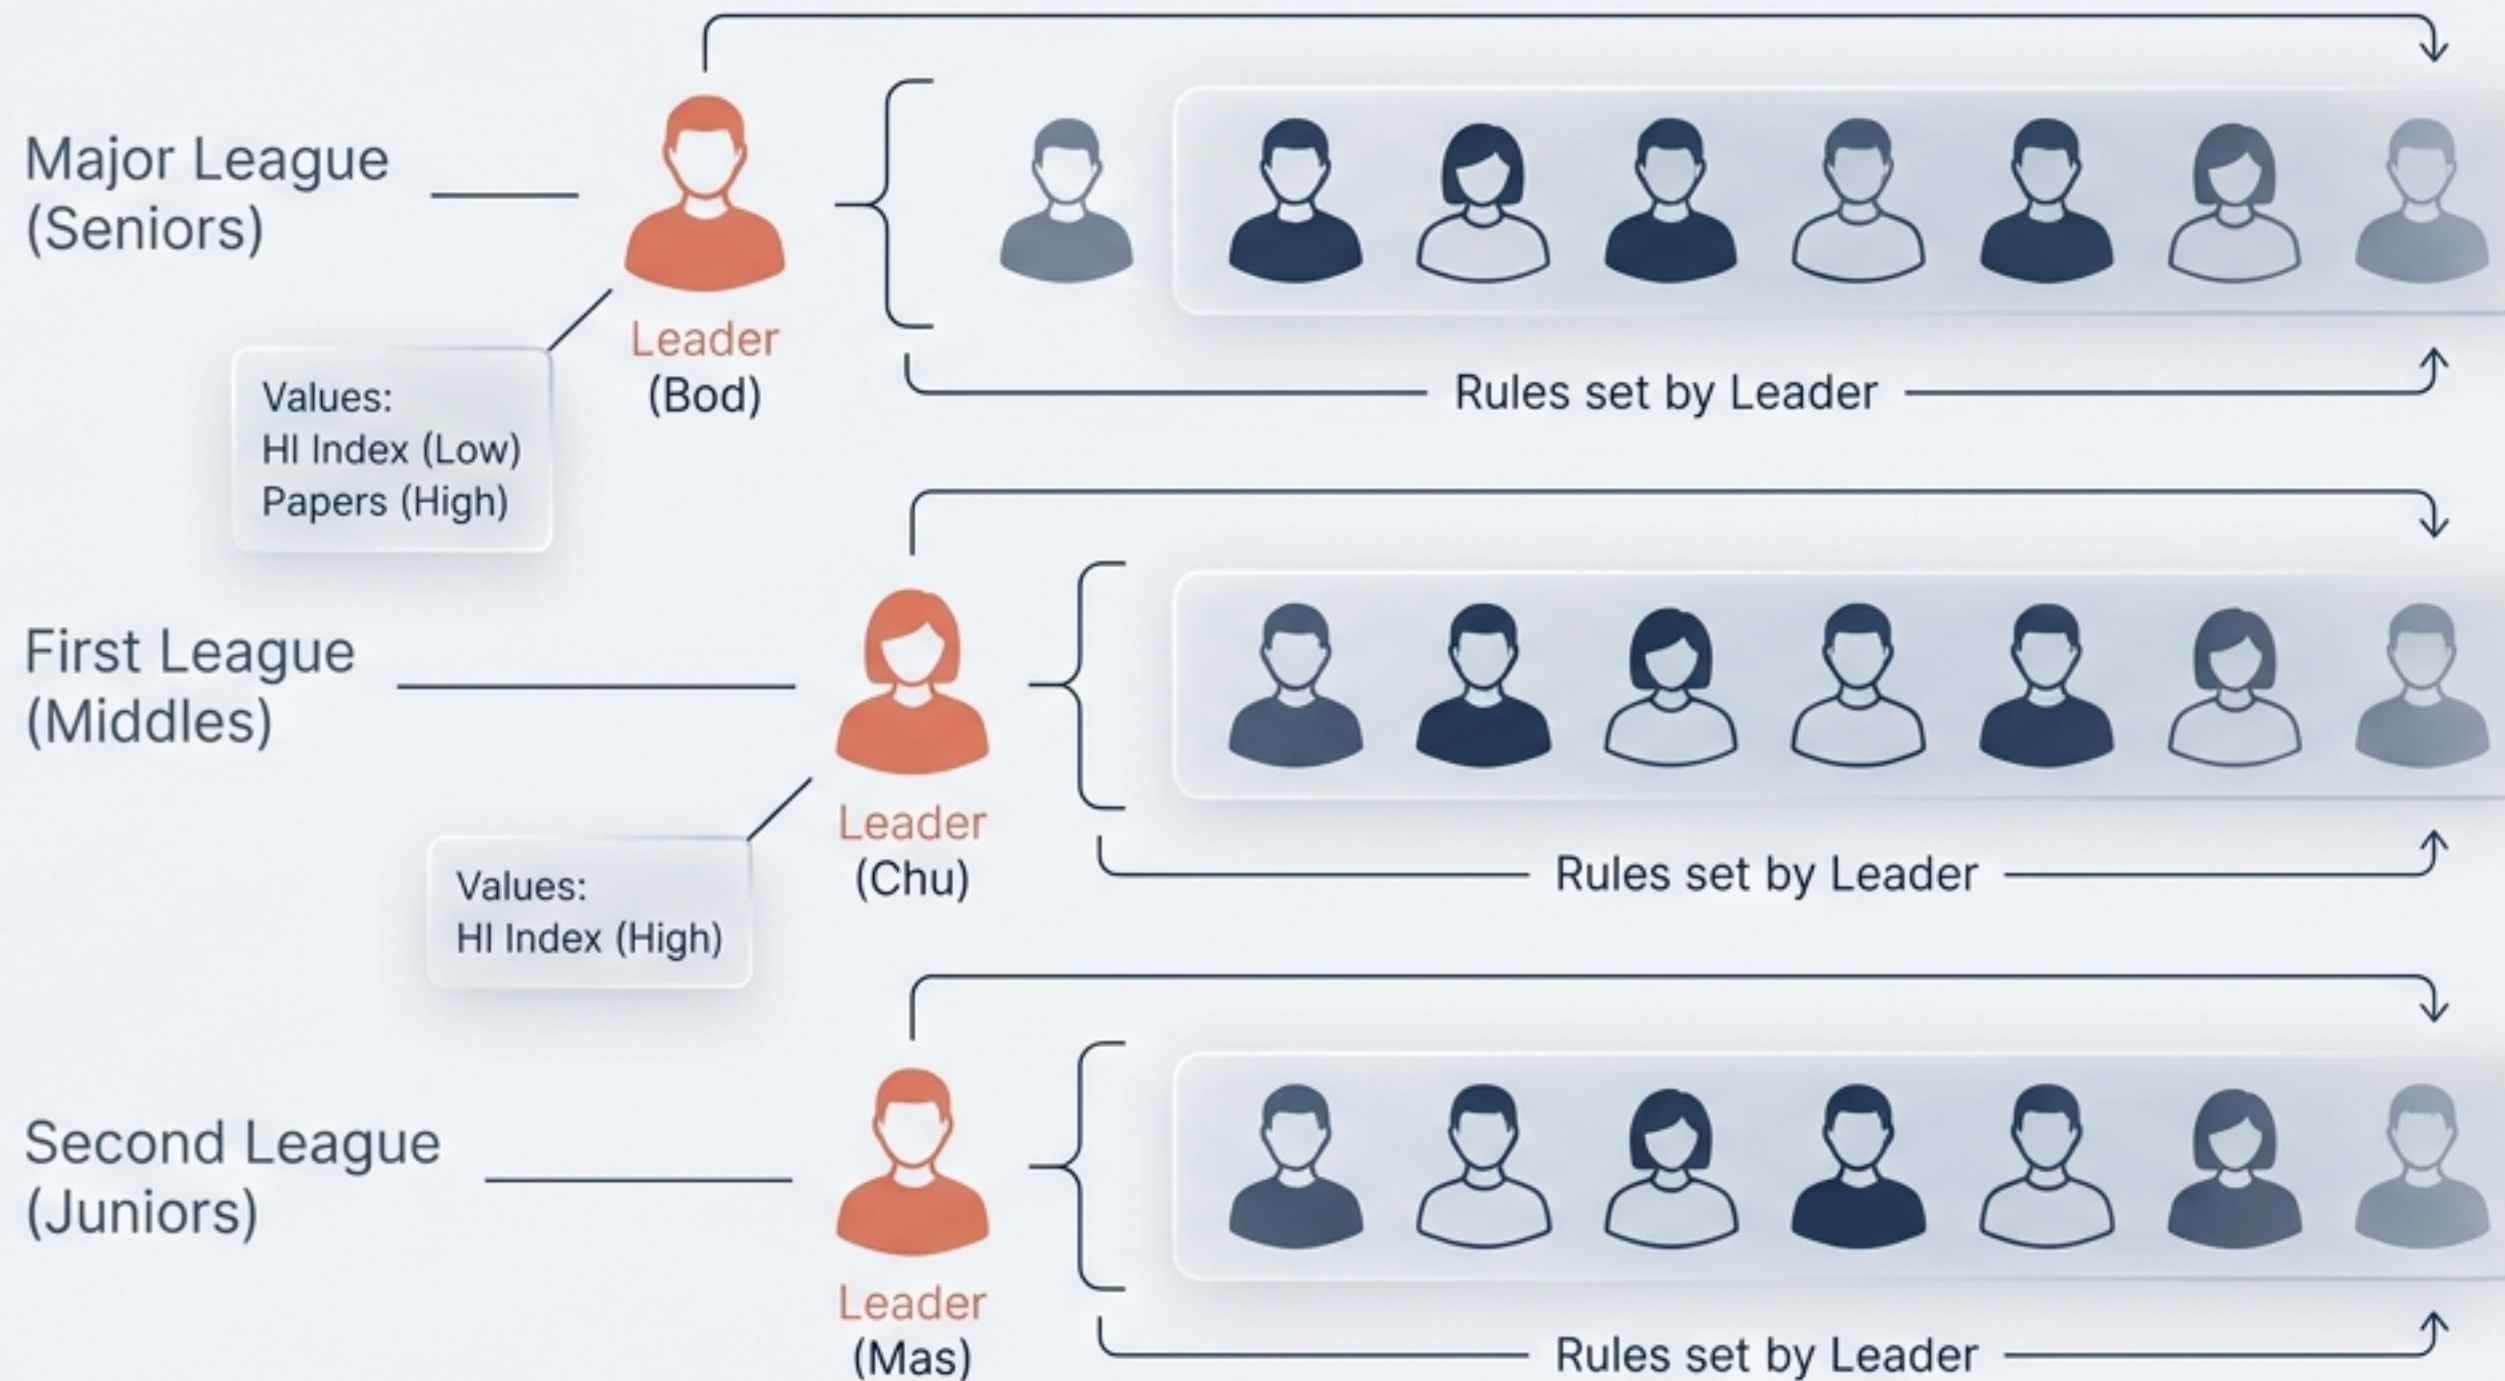 Major League
(Seniors)
Leader
(Bod)
Values:
HI Index (Low)
Papers (High)
Rules set by Leader
First League
(Middles)
Leader
(Chu)
Values:
HI Index (High)
Rules set by Leader
Second League
(Juniors)
Leader
(Mas)
Rules set by Leader